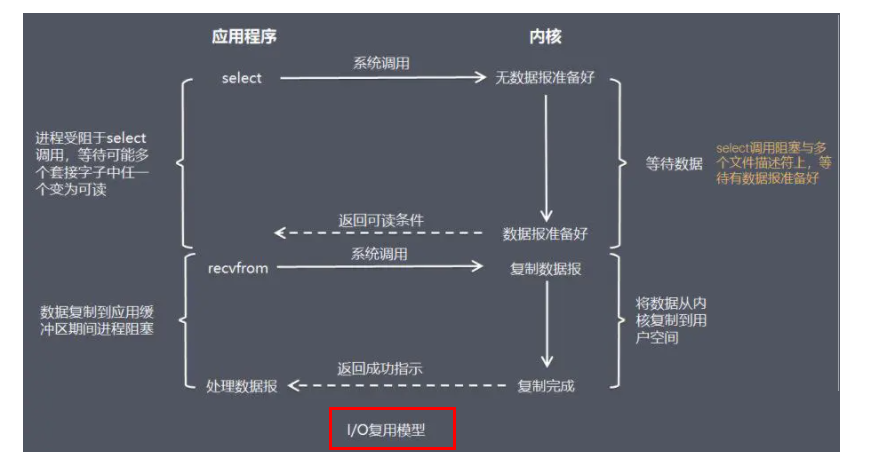 应用程序
内核
系统调用
select
无数据报准备好
进程受阻于select
调用，等待可能多
个套接字子中任一
个变为可读
等待数据
select调用阻塞与多
个文件描述符上，等
待有数据报准备好
返回可读条件
数据报准备好
系统调用
recvfrom
复制数据报
数据复制到应用缓
冲区期间进程阻塞
将数据从内
核复制到用
户空间
返回成功指示
处理数据报
复制完成
I/O复用模型